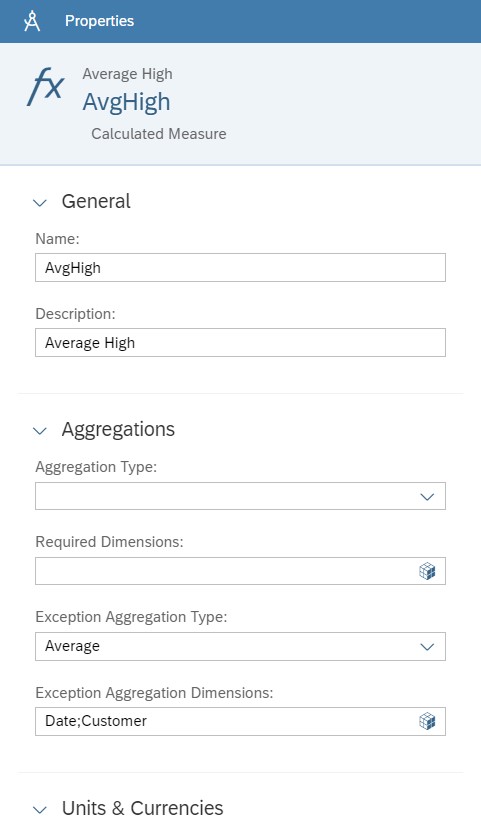 Properties
fx
Average High
AvgHigh
Calculated Measure
General
Name:
AvgHigh
Description:
Average High
Aggregations
Aggregation Type:
Required Dimensions:
Exception Aggregation Type:
Average
Exception Aggregation Dimensions:
Date;Customer
Units & Currencies